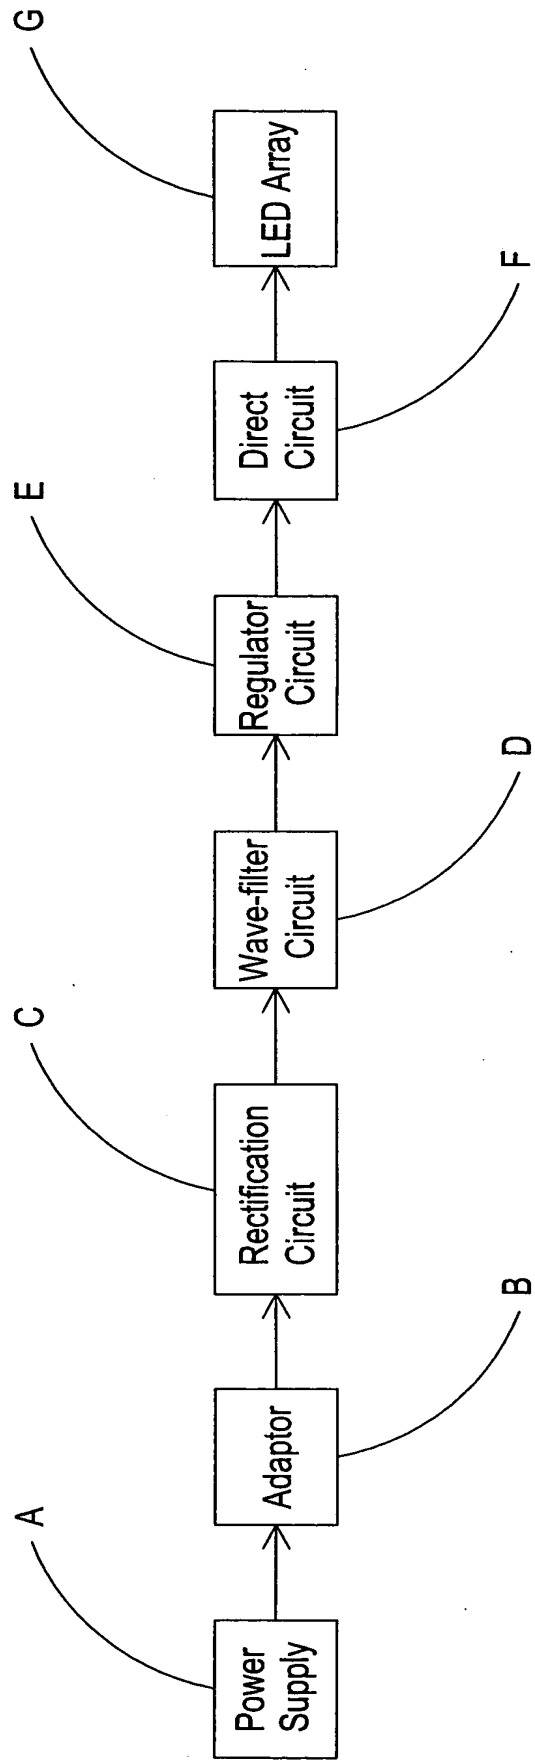 A
Power
Supply
Adaptor
B
C
Rectification
Circuit
Wave-filter
Circuit
D
E
Regulator
Circuit
Direct
Circuit
F
G
LED Array